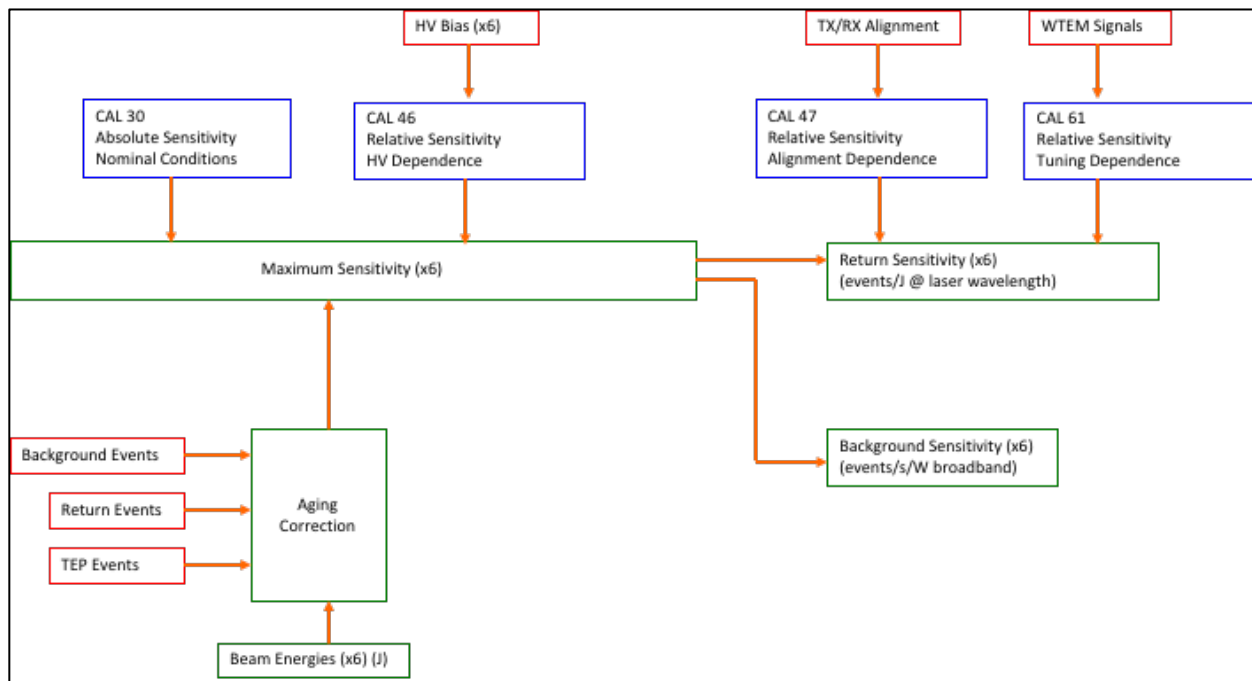 HV Bias (x6)
TX/RX Alignment
WTEM Signals
CAL 30
Absolute Sensitivity
Nominal Conditions
CAL 46
Relative Sensitivity
HV Dependence
CAL 47
Relative Sensitivity
Alignment Dependence
CAL 61
Relative Sensitivity
Tuning Dependence
Maximum Sensitivity (x6)
Return Sensitivity (x6)
(events/J @ laser wavelength)
Background Events
Return Events
TEP Events
Aging
Correction
Background Sensitivity (x6)
(events/s/W broadband)
Beam Energies (x6) (J)